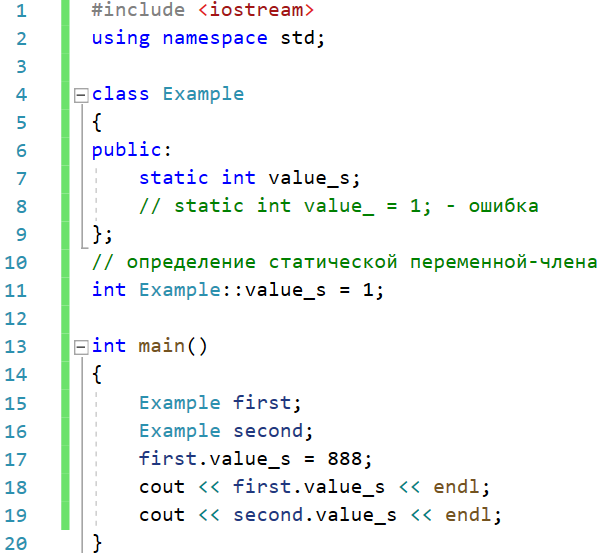 1 #include <iostream>
2 using namespace std;
3
4 class Example
5 {
6 public:
7     static int value_s;
8     // static int value_ = 1; - ошибка
9 };
10 // определение статической переменной-члена
11 int Example::value_s = 1;
12
13 int main()
14 {
15     Example first;
16     Example second;
17     first.value_s = 888;
18     cout << first.value_s << endl;
19     cout << second.value_s << endl;
20 }